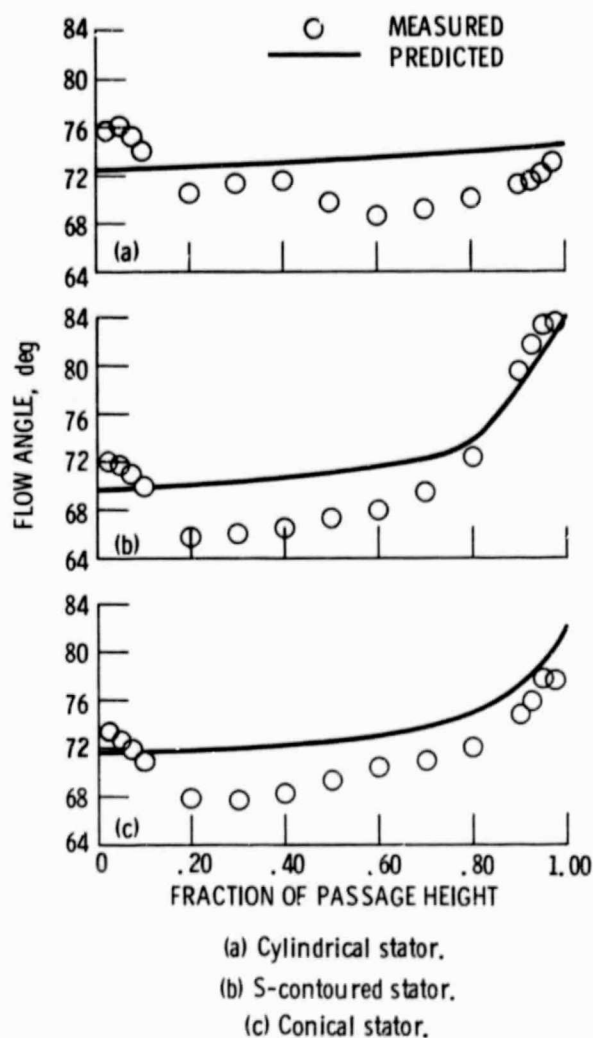 MEASURED
PREDICTED
84
80
76
72
68
64
(a)
84
80
76
72
68
64
(b)
84
80
76
72
68
64
(c)
FLOW ANGLE, deg
0 .20 .40 .60 .80 1.00
FRACTION OF PASSAGE HEIGHT
(a) Cylindrical stator.
(b) S-contoured stator.
(c) Conical stator.